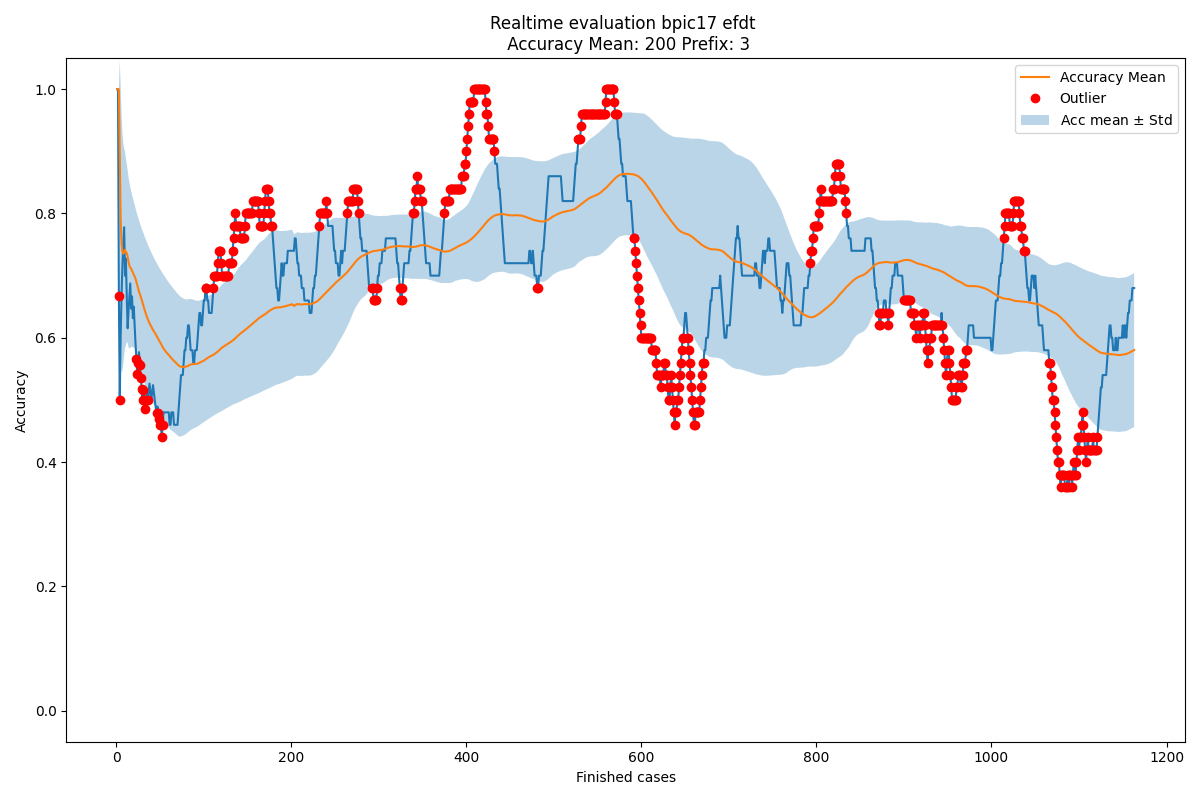 Realtime evaluation bpic17 efdt
Accuracy Mean: 200 Prefix: 3
Accuracy Mean
Outlier
Acc mean ± Std
Accuracy
1.0
0.8
0.6
0.4
0.2
0.0
0 200 400 600 800 1000 1200
Finished cases